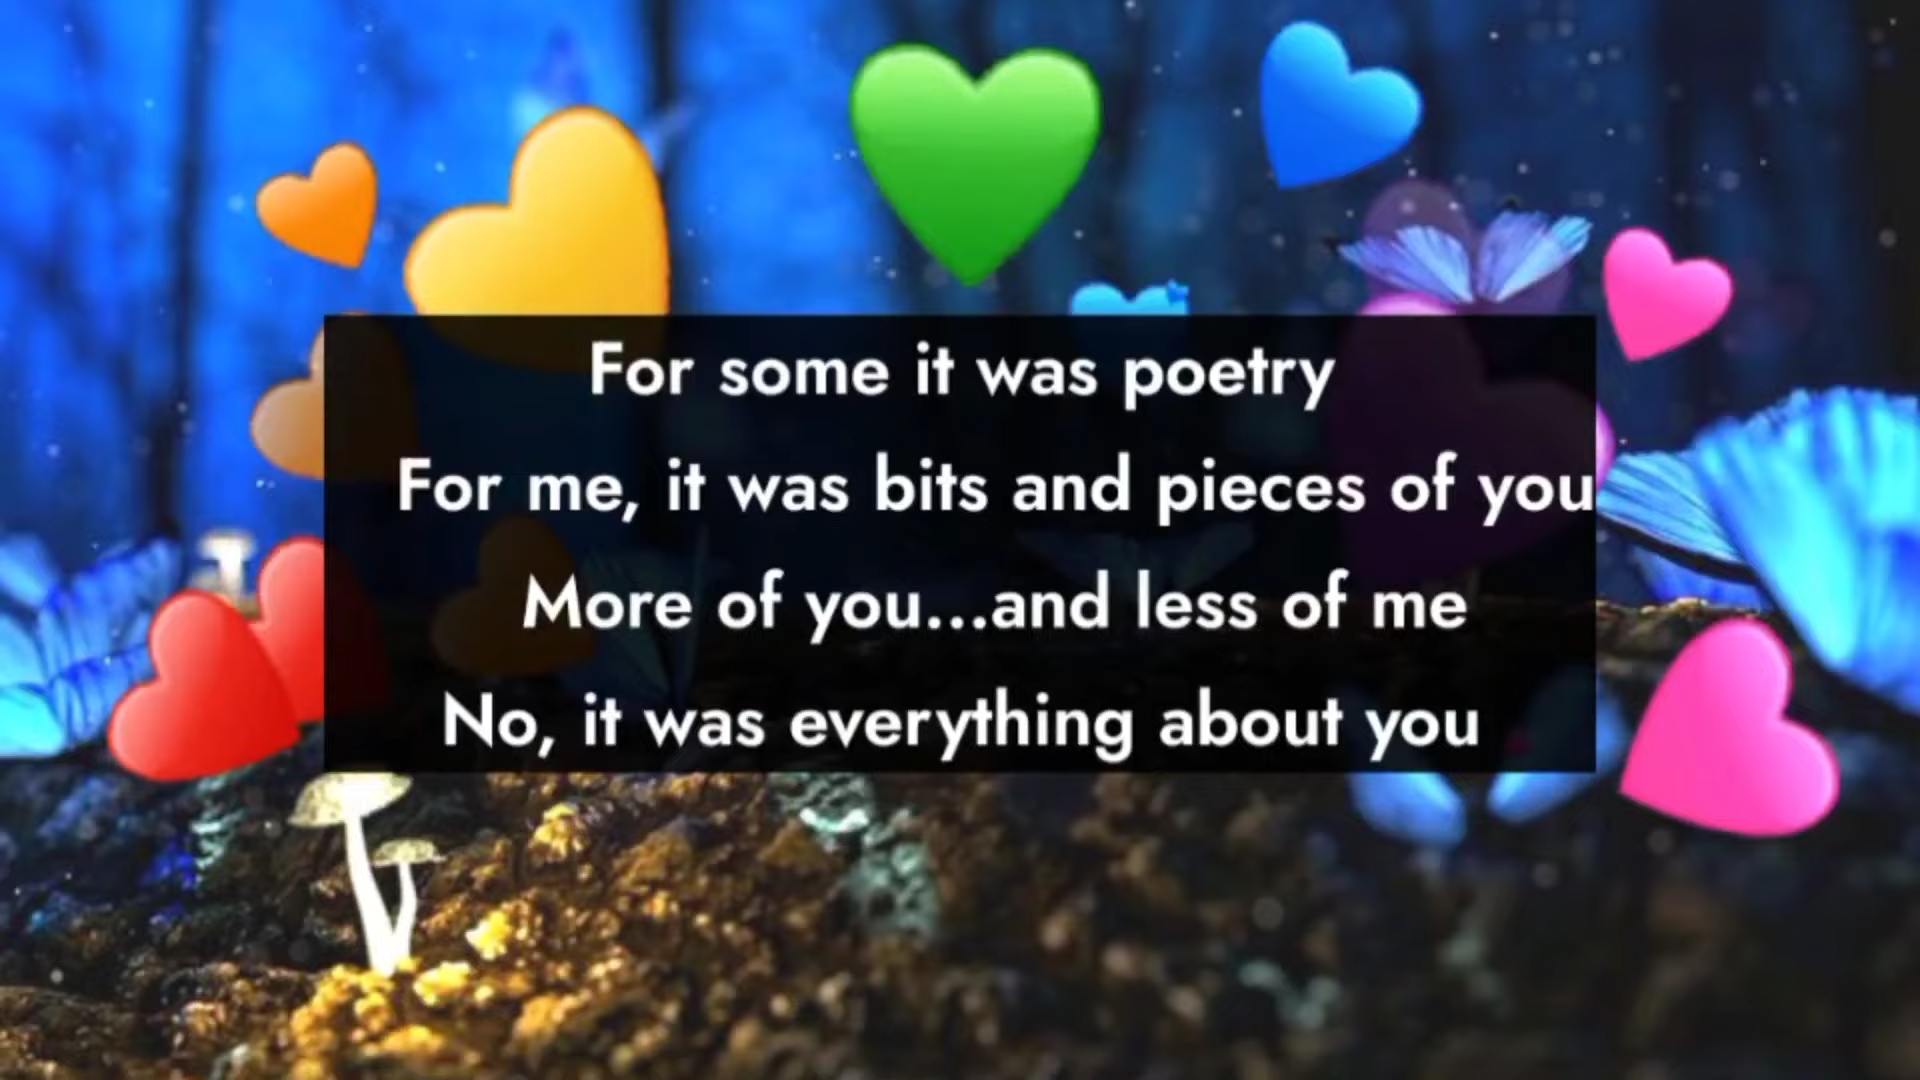 For some it was poetry
For me, it was bits and pieces of you
More of you...and less of me
No, it was everything about you